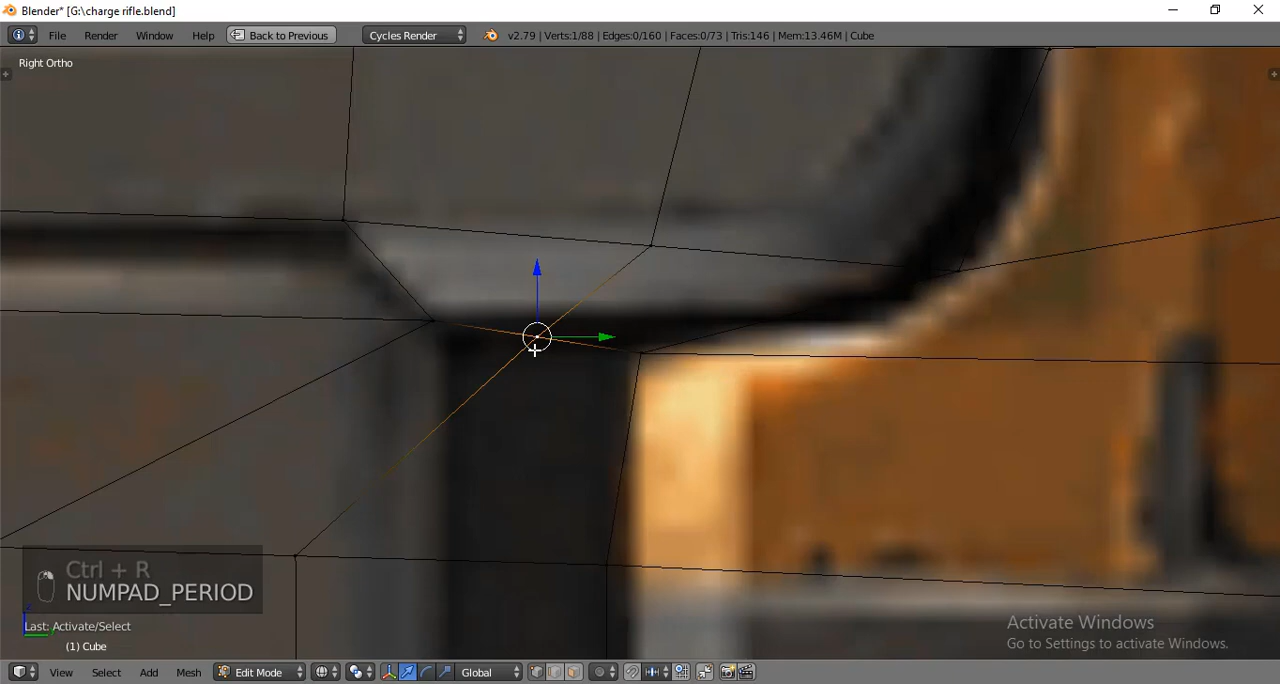 Blender* [G:\charge rifle.blend]
File Render Window Help Back to Previous Cycles Render v2.79 | Verts:1/88 | Edges:0/160 | Faces:0/73 | Tris:146 | Mem:13.46M | Cube
Right Ortho
Ctrl + R
NUMPAD_PERIOD
Last: Activate/Select
(1) Cube
Activate Windows
Go to Settings to activate Windows.
View Select Add Mesh Edit Mode Global